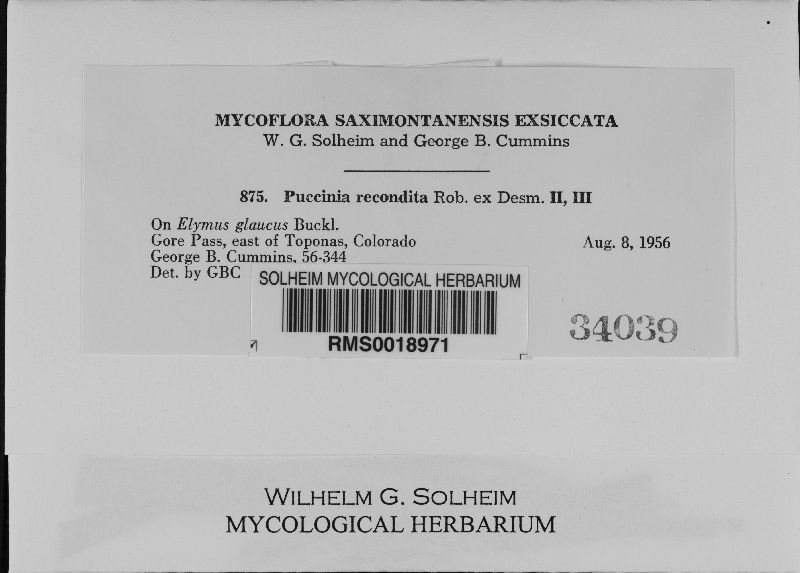 MYCOFLORA SAXIMONTANENSIS EXSICCATA
W. G. Solheim and George B. Cummins
875. Puccinia recondita Rob. ex Desm. II, III
On Elymus glaucus Buckl.
Gore Pass, east of Toponas, Colorado Aug. 8, 1956
George B. Cummins, 56-344
Det. by GBC
SOLHEIM MYCOLOGICAL HERBARIUM
RMS0018971
34039
WILHELM G. SOLHEIM
MYCOLOGICAL HERBARIUM